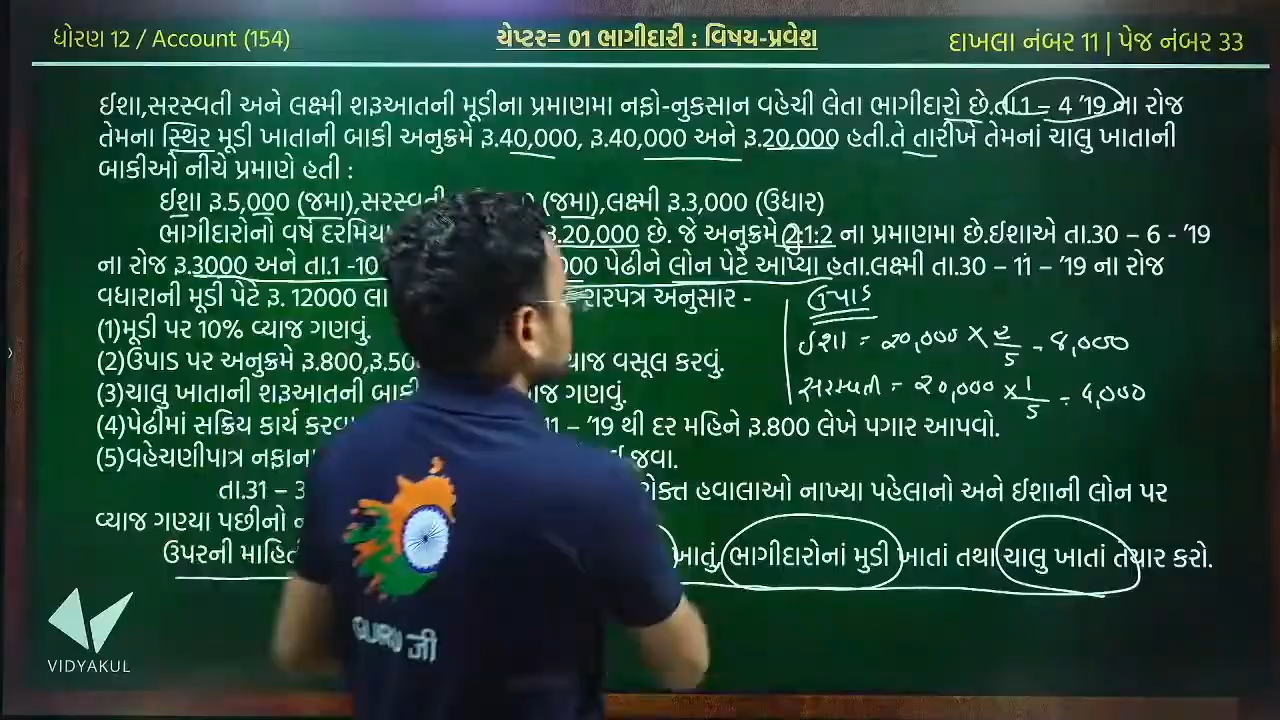 ધોરણ 12 / Account (154)
ચેપ્ટર= 01 ભાગીદારી : વિષય-પ્રવેશ
દાખલા નંબર 11 | પેજ નંબર 33
ઈશા,સરસ્વતી અને લક્ષ્મી શરૂઆતની મૂડીના પ્રમાણમા નફો-નુકસાન વહેચી લેતા ભાગીદારો છે.તા.1 – 4 ’19 ના રોજ
તેમના સ્થિર મૂડી ખાતાની બાકી અનુક્રમે રૂ.40,000, રૂ.40,000 અને રૂ.20,000 હતી.તે તારીખે તેમનાં ચાલુ ખાતાની
બાકીઓ નીચે પ્રમાણે હતી :
ઈશા રૂ.5,000 (જમા),સરસ્વતી (જમા),લક્ષ્મી રૂ.3,000 (ઉધાર)
ભાગીદારોનો વર્ષ દરમિયા રૂ.20,000 છે. જે અનુક્રમે 2:1:2 ના પ્રમાણમા છે.ઈશાએ તા.30 – 6 - ’19
ના રોજ રૂ.3000 અને તા.1 -10 000 પેઢીને લોન પેટે આપ્યા હતા.લક્ષ્મી તા.30 – 11 – ’19 ના રોજ
વધારાની મૂડી પેટે રૂ. 12000 લા રારપત્ર અનુસાર -
(1)મૂડી પર 10% વ્યાજ ગણવું.
(2)ઉપાડ પર અનુક્રમે રૂ.800,રૂ.50 યાજ વસૂલ કરવું.
(3)ચાલુ ખાતાની શરૂઆતની બાકી જ ગણવું.
(4)પેઢીમાં સક્રિય કાર્ય કરવા 11 – ’19 થી દર મહિને રૂ.800 લેખે પગાર આપવો.
(5)વહેચણીપાત્ર નફાના જવા.
તા.31 – 3 ક્ત હવાલાઓ નાખ્યા પહેલાનો અને ઈશાની લોન પર
વ્યાજ ગણ્યા પછીનો ન
ઉપરની માહિતી ખાતું, ભાગીદારોનાં મુડી ખાતાં તથા ચાલુ ખાતાં તૈયાર કરો.
ઉપાડ
ઈશા = 20,000 × 2/5 - 8,000
સરસ્વતી = 20,000 × 1/5 - 4,000
GURU જી
VIDYAKUL